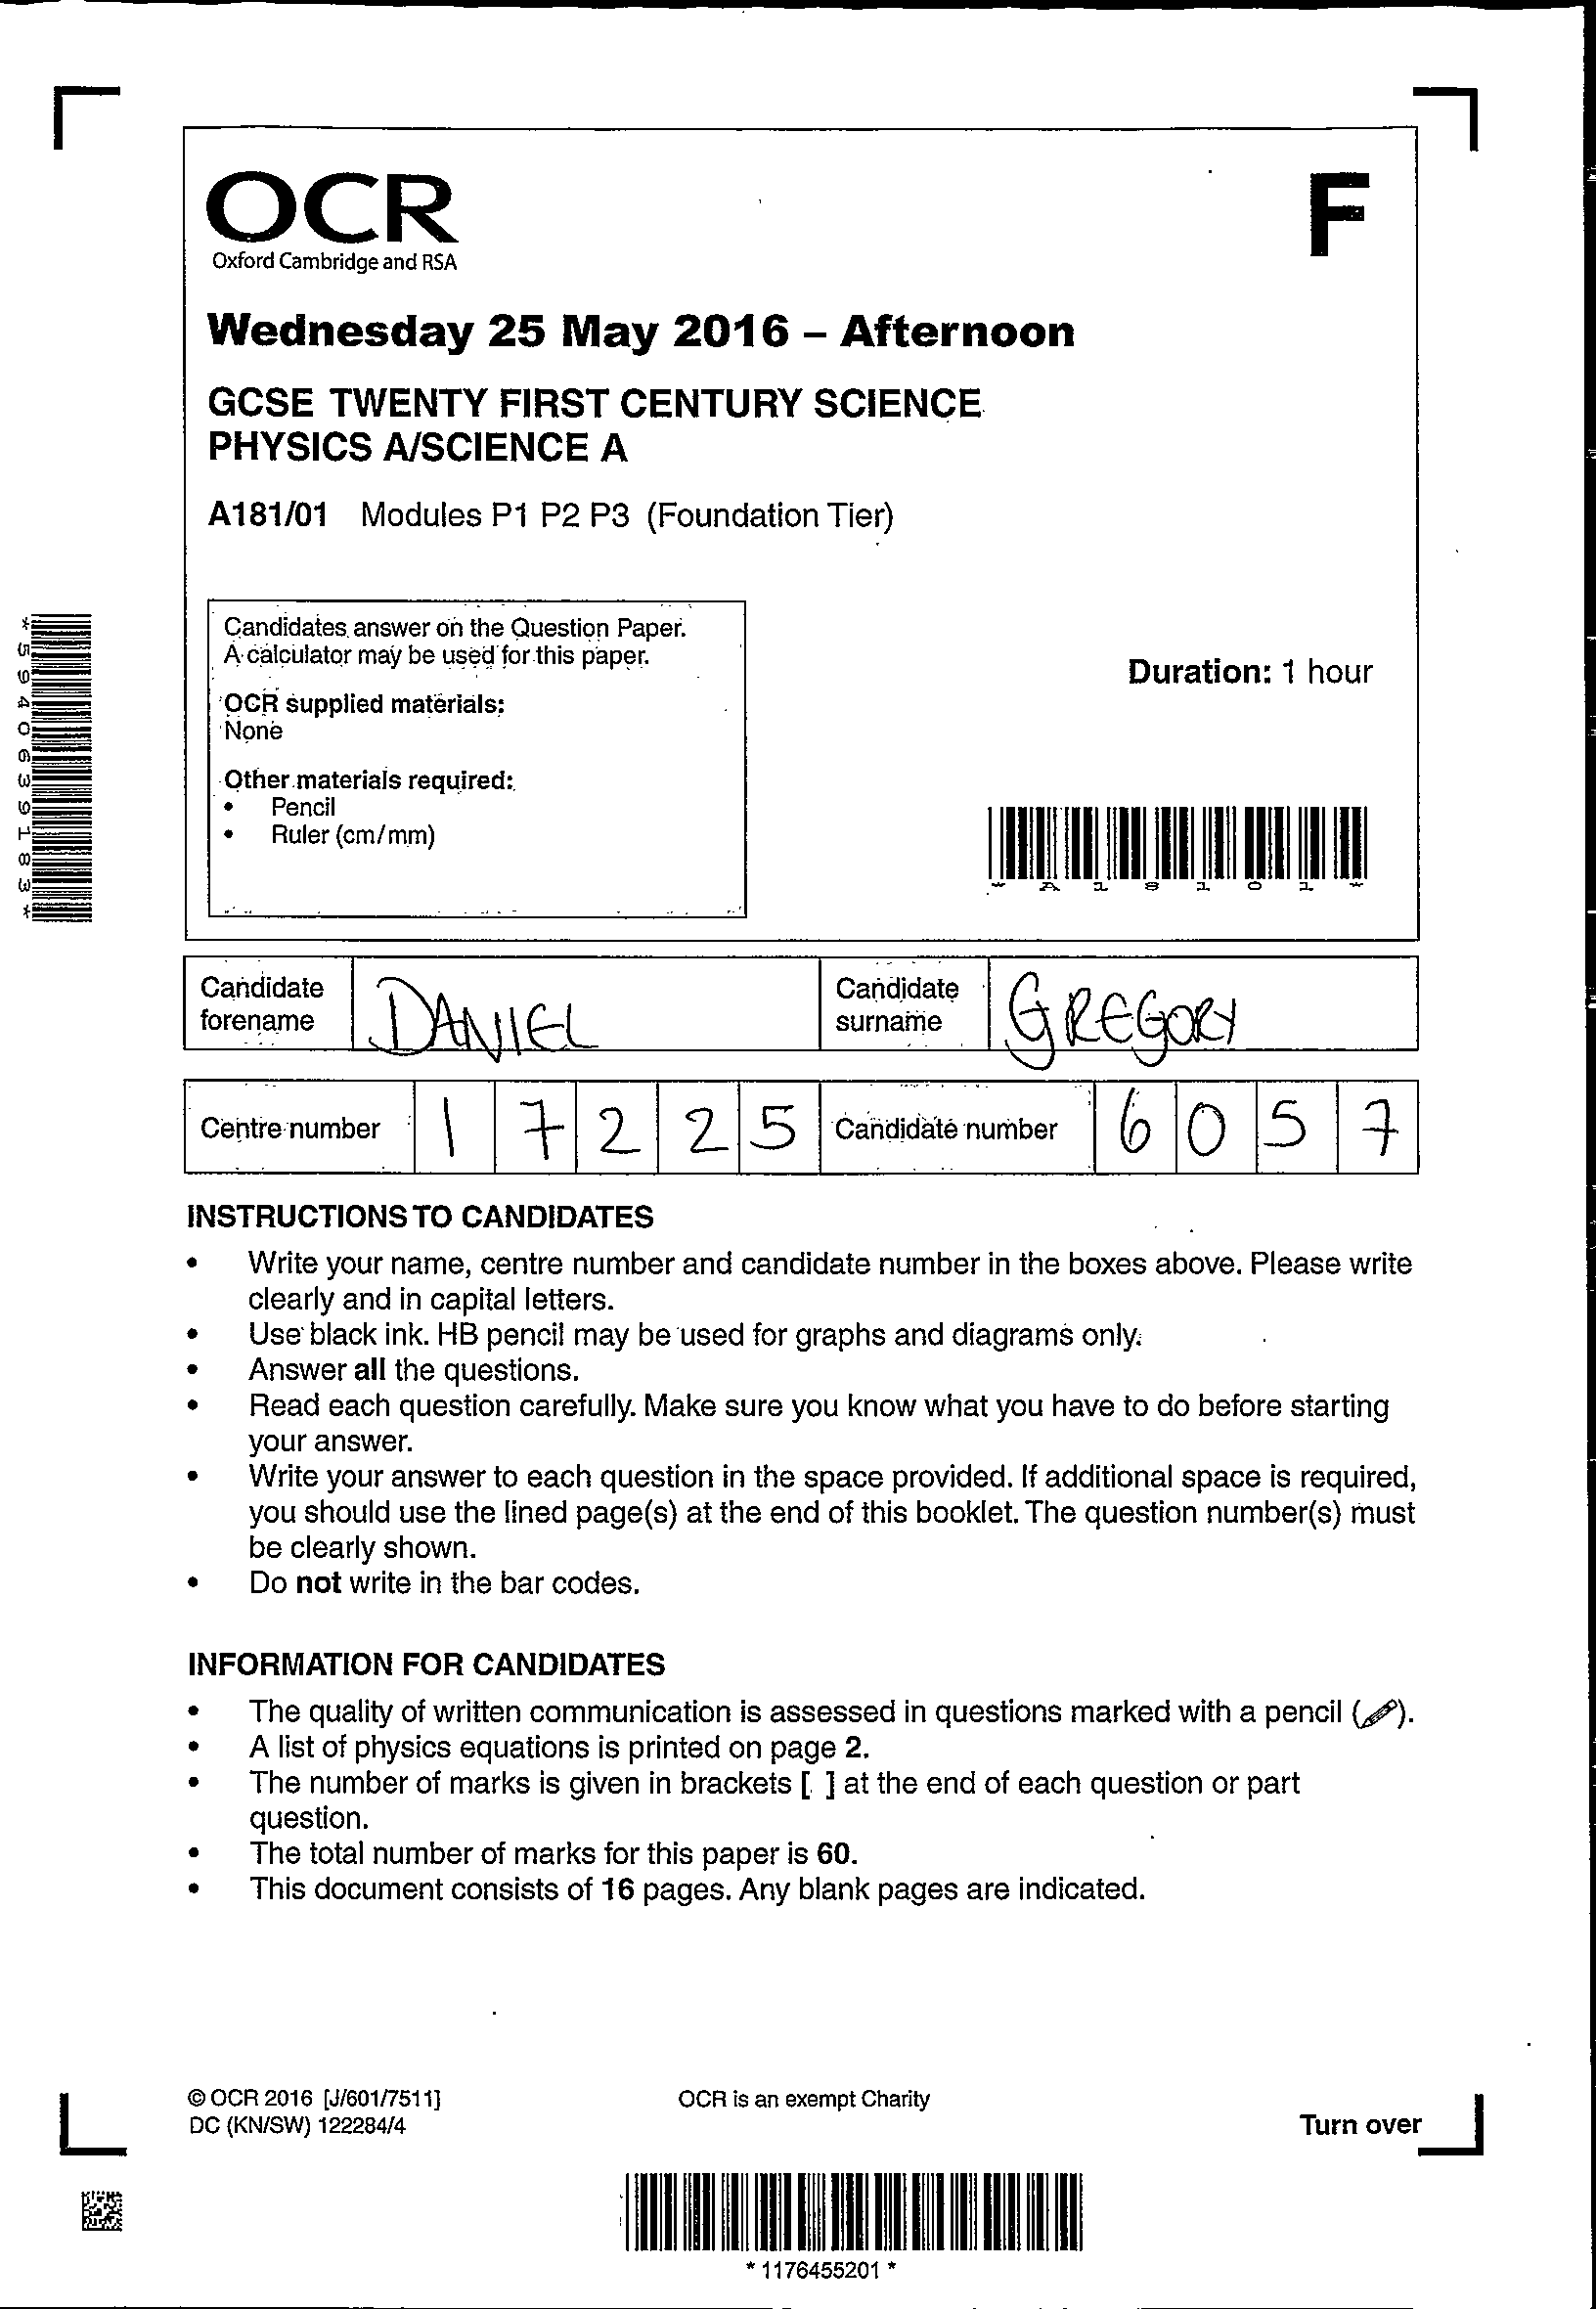 OCR
Oxford Cambridge and RSA
F
Wednesday 25 May 2016 – Afternoon
GCSE TWENTY FIRST CENTURY SCIENCE
PHYSICS A/SCIENCE A
A181/01 Modules P1 P2 P3 (Foundation Tier)
*5940639183*
Candidates answer on the Question Paper.
A calculator may be used for this paper.
OCR supplied materials:
None
Other materials required:
• Pencil
• Ruler (cm/mm)
Duration: 1 hour
*A18101*
Candidate forename DANIEL Candidate surname GREGORY
Centre number 1 7 2 2 5 Candidate number 6 0 5 7
INSTRUCTIONS TO CANDIDATES
• Write your name, centre number and candidate number in the boxes above. Please write
clearly and in capital letters.
• Use black ink. HB pencil may be used for graphs and diagrams only.
• Answer all the questions.
• Read each question carefully. Make sure you know what you have to do before starting
your answer.
• Write your answer to each question in the space provided. If additional space is required,
you should use the lined page(s) at the end of this booklet. The question number(s) must
be clearly shown.
• Do not write in the bar codes.
INFORMATION FOR CANDIDATES
• The quality of written communication is assessed in questions marked with a pencil (✎).
• A list of physics equations is printed on page 2.
• The number of marks is given in brackets [ ] at the end of each question or part
question.
• The total number of marks for this paper is 60.
• This document consists of 16 pages. Any blank pages are indicated.
© OCR 2016 [J/601/7511]
DC (KN/SW) 122284/4
OCR is an exempt Charity
Turn over
* 1176455201 *